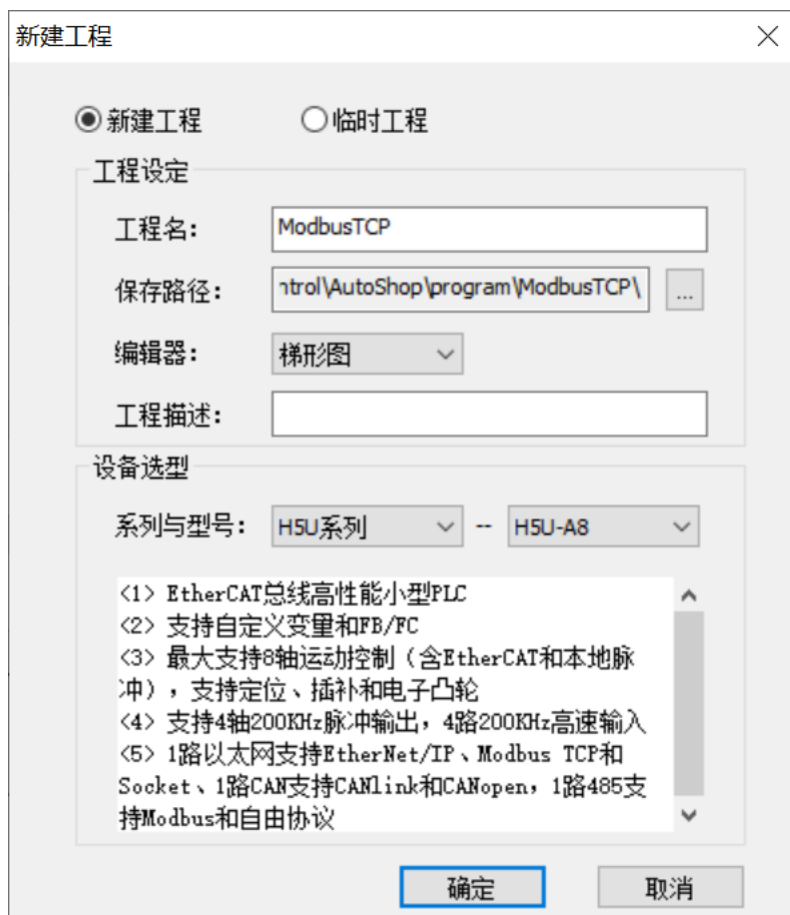 新建工程
新建工程 临时工程
工程设定
工程名: ModbusTCP
保存路径: ntrol\AutoShop\program\ModbusTCP\ ...
编辑器: 梯形图
工程描述:
设备选型
系列与型号: H5U系列 -- H5U-A8
<1> EtherCAT总线高性能小型PLC
<2> 支持自定义变量和FB/FC
<3> 最大支持8轴运动控制（含EtherCAT和本地脉
冲），支持定位、插补和电子凸轮
<4> 支持4轴200KHz脉冲输出，4路200KHz高速输入
<5> 1路以太网支持EtherNet/IP、Modbus TCP和
Socket、1路CAN支持CANlink和CANopen，1路485支
持Modbus和自由协议
确定 取消